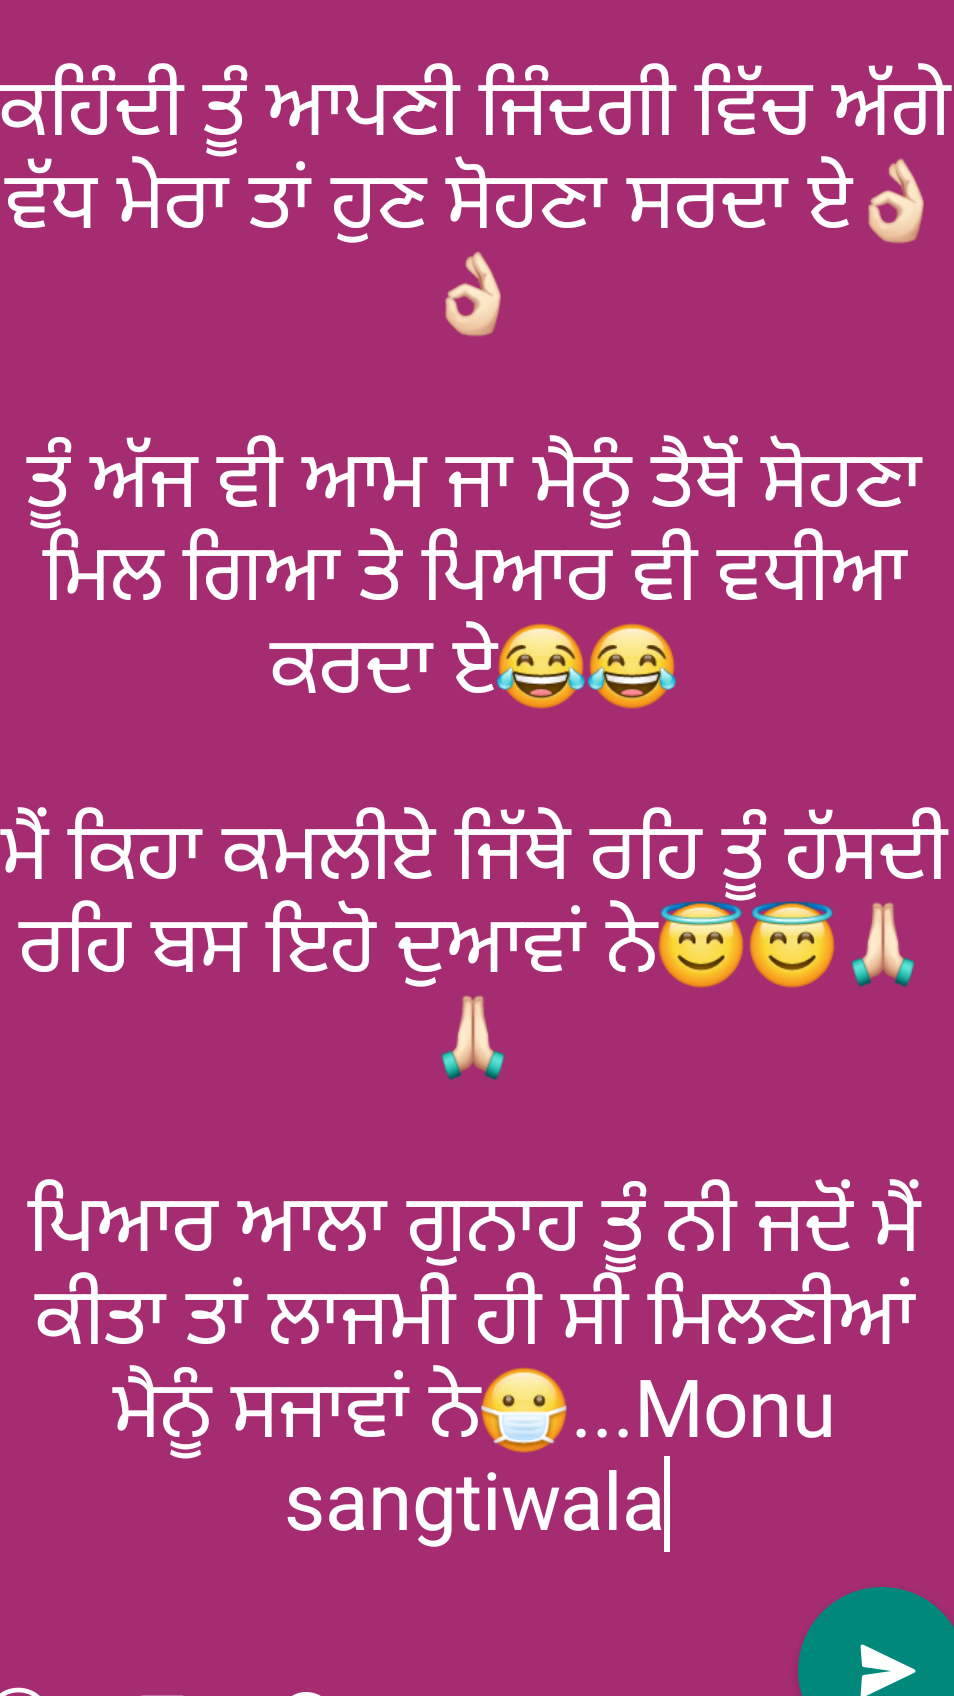 ਕਹਿੰਦੀ ਤੂੰ ਆਪਣੀ ਜਿੰਦਗੀ ਵਿੱਚ ਅੱਗੇ
ਵੱਧ ਮੇਰਾ ਤਾਂ ਹੁਣ ਸੋਹਣਾ ਸਰਦਾ ਏ👌🏻
👌🏻
ਤੂੰ ਅੱਜ ਵੀ ਆਮ ਜਾ ਮੈਨੂੰ ਤੈਥੋਂ ਸੋਹਣਾ
ਮਿਲ ਗਿਆ ਤੇ ਪਿਆਰ ਵੀ ਵਧੀਆ
ਕਰਦਾ ਏ😂😂
ਮੈਂ ਕਿਹਾ ਕਮਲੀਏ ਜਿੱਥੇ ਰਹਿ ਤੂੰ ਹੱਸਦੀ
ਰਹਿ ਬਸ ਇਹੋ ਦੁਆਵਾਂ ਨੇ😇😇🙏🏻
🙏🏻
ਪਿਆਰ ਆਲਾ ਗੁਨਾਹ ਤੂੰ ਨੀ ਜਦੋਂ ਮੈਂ
ਕੀਤਾ ਤਾਂ ਲਾਜਮੀ ਹੀ ਸੀ ਮਿਲਣੀਆਂ
ਮੈਨੂੰ ਸਜਾਵਾਂ ਨੇ😷...Monu
sangtiwala